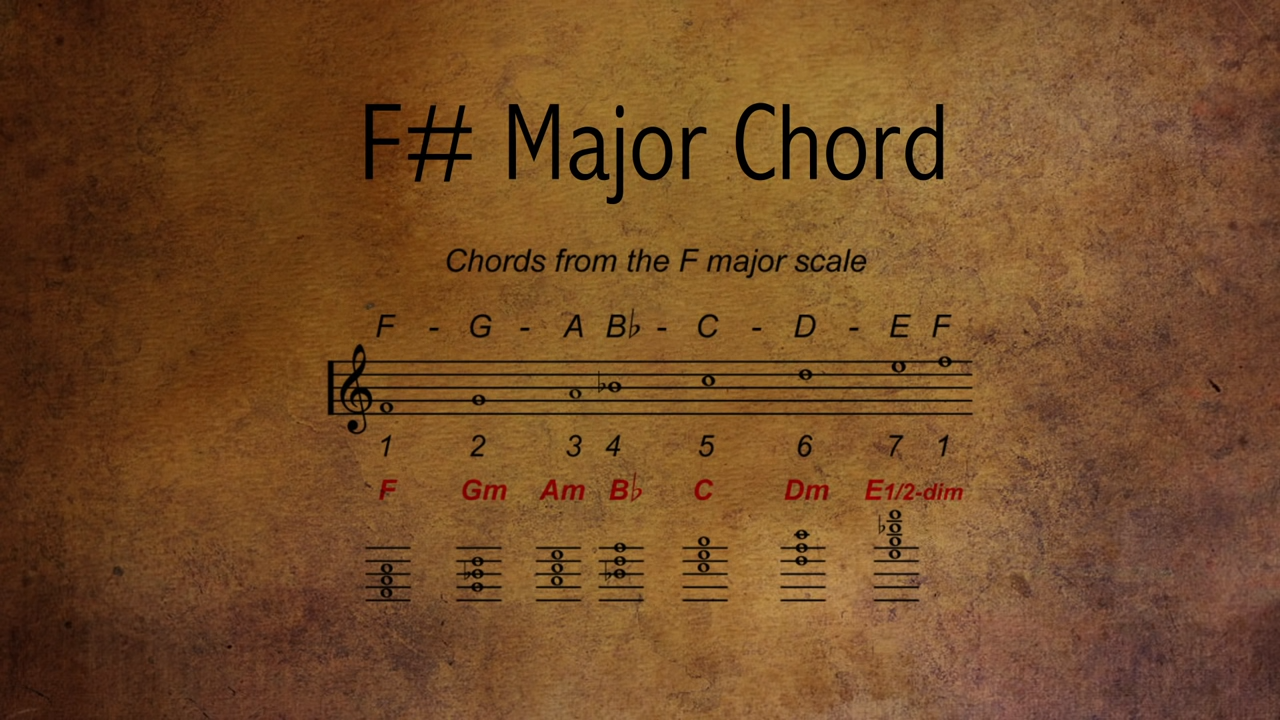 F# Major Chord
Chords from the F major scale
F - G - A B♭ - C - D - E F
1 2 3 4 5 6 7 1
F Gm Am B♭ C Dm E1/2-dim